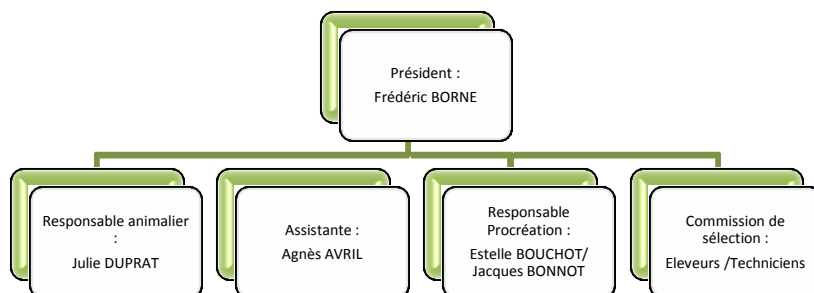 Président :
Frédéric BORNE
Responsable animalier
:
Julie DUPRAT
Assistante :
Agnès AVRIL
Responsable
Procréation :
Estelle BOUCHOT/
Jacques BONNOT
Commission de
sélection :
Eleveurs /Techniciens